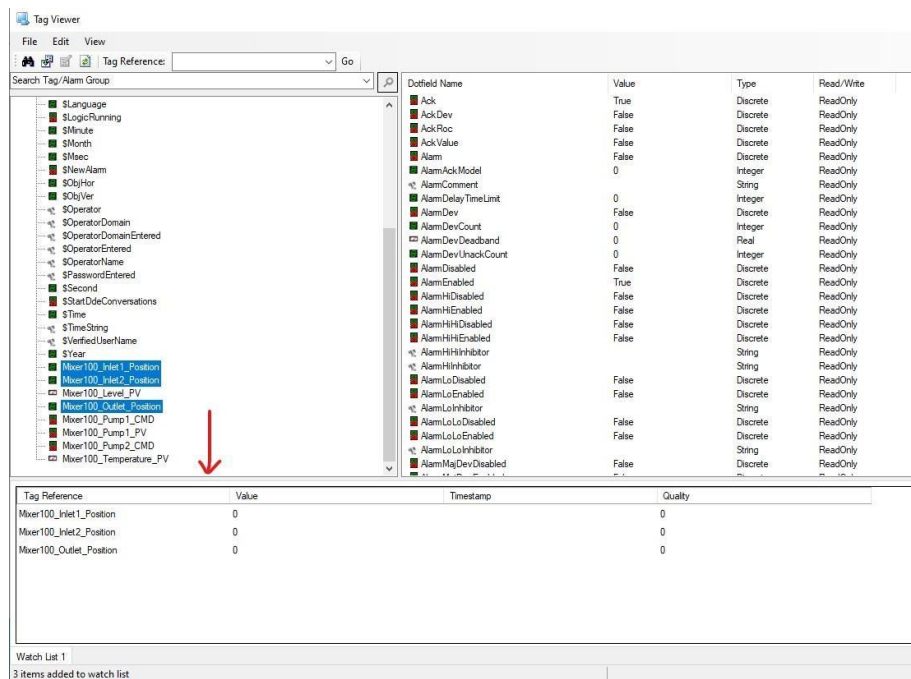 Tag Viewer
File Edit View
Tag Reference: Go
Search Tag/Alarm Group
$Language
$LogicRunning
$Minute
$Month
$Msec
$NewAlarm
$ObjHor
$ObjVer
$Operator
$OperatorDomain
$OperatorDomainEntered
$OperatorEntered
$OperatorName
$PasswordEntered
$Second
$StartDdeConversations
$Time
$TimeString
$VerifiedUserName
$Year
Mixer100_Inlet1_Position
Mixer100_Inlet2_Position
Mixer100_Level_PV
Mixer100_Outlet_Position
Mixer100_Pump1_CMD
Mixer100_Pump1_PV
Mixer100_Pump2_CMD
Mixer100_Temperature_PV
Dotfield Name Value Type Read/Write
Ack True Discrete ReadOnly
AckDev False Discrete ReadOnly
AckRoc False Discrete ReadOnly
AckValue False Discrete ReadOnly
Alarm False Discrete ReadOnly
AlarmAckModel 0 Integer ReadOnly
AlarmComment String ReadOnly
AlarmDelayTimeLimit 0 Integer ReadOnly
AlarmDev False Discrete ReadOnly
AlarmDevCount 0 Integer ReadOnly
AlarmDevDeadband 0 Real ReadOnly
AlarmDevUnackCount 0 Integer ReadOnly
AlarmDisabled False Discrete ReadOnly
AlarmEnabled True Discrete ReadOnly
AlarmHiDisabled False Discrete ReadOnly
AlarmHiEnabled False Discrete ReadOnly
AlarmHiHiDisabled False Discrete ReadOnly
AlarmHiHiEnabled False Discrete ReadOnly
AlarmHiHiInhibitor String ReadOnly
AlarmHiInhibitor String ReadOnly
AlarmLoDisabled False Discrete ReadOnly
AlarmLoEnabled False Discrete ReadOnly
AlarmLoInhibitor String ReadOnly
AlarmLoLoDisabled False Discrete ReadOnly
AlarmLoLoEnabled False Discrete ReadOnly
AlarmLoLoInhibitor String ReadOnly
AlarmMajDevDisabled False Discrete ReadOnly
Tag Reference Value Timestamp Quality
Mixer100_Inlet1_Position 0 0
Mixer100_Inlet2_Position 0 0
Mixer100_Outlet_Position 0 0
Watch List 1
3 items added to watch list